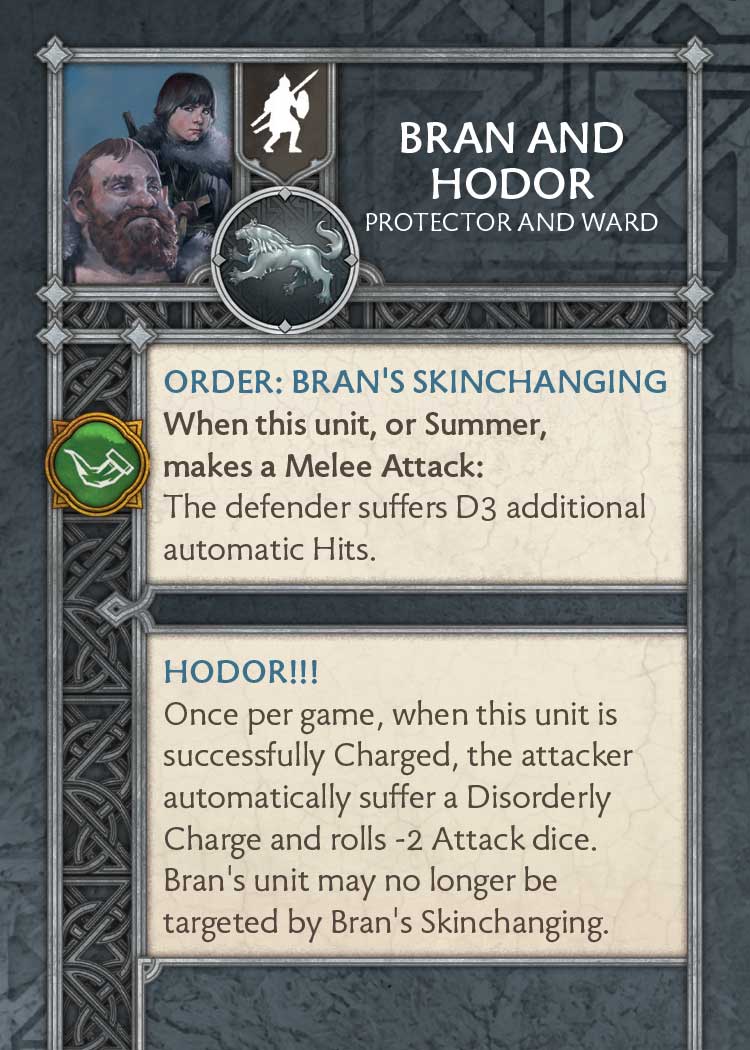 BRAN AND
HODOR
PROTECTOR AND WARD
ORDER: BRAN'S SKINCHANGING
When this unit, or Summer,
makes a Melee Attack:
The defender suffers D3 additional
automatic Hits.
HODOR!!!
Once per game, when this unit is
successfully Charged, the attacker
automatically suffer a Disorderly
Charge and rolls -2 Attack dice.
Bran's unit may no longer be
targeted by Bran's Skinchanging.